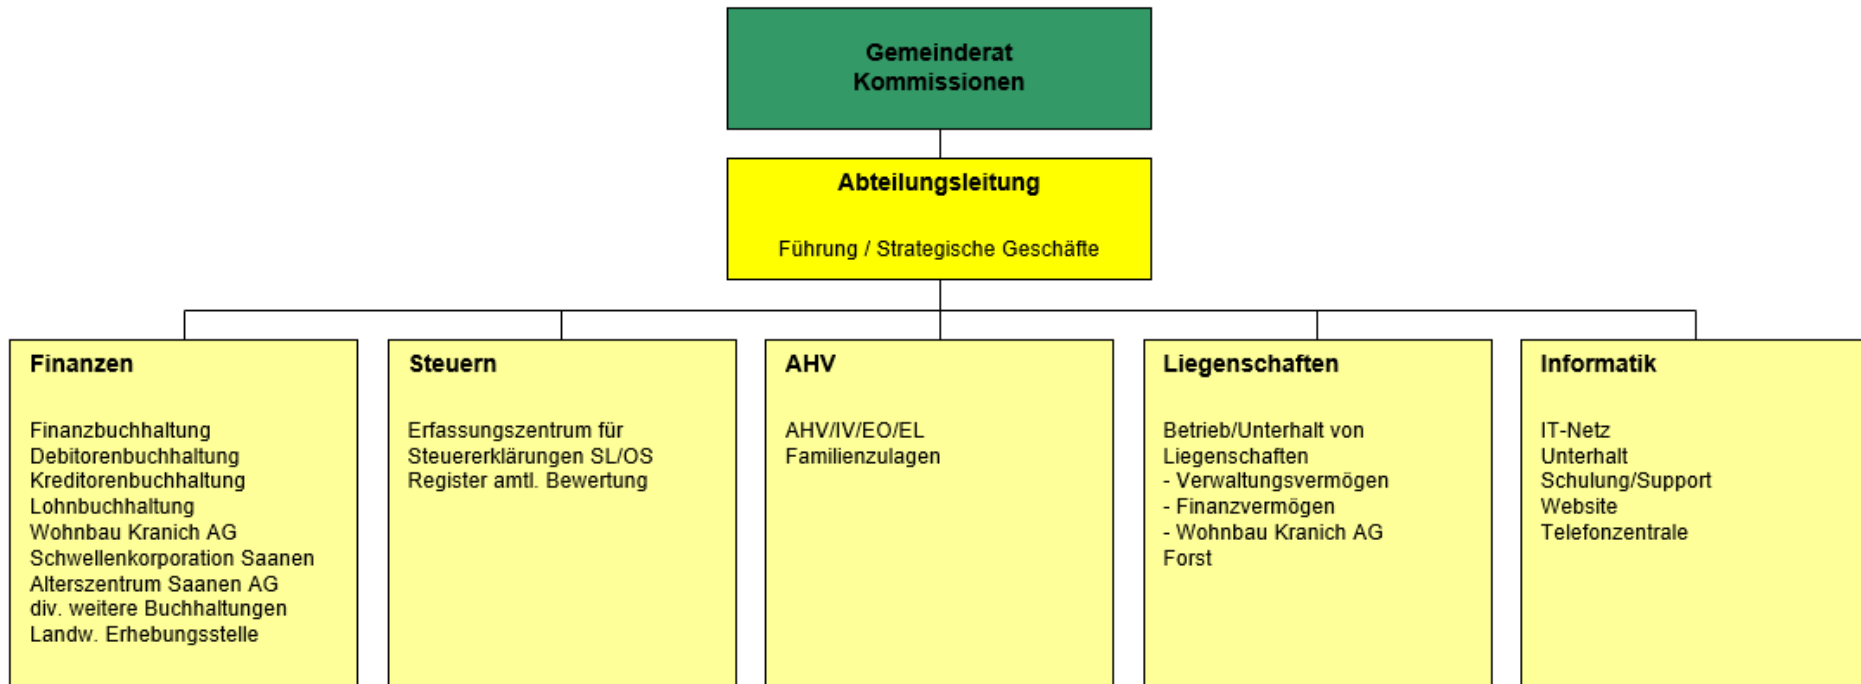 Gemeinderat
Kommissionen
Abteilungsleitung
Führung / Strategische Geschäfte
Finanzen
Finanzbuchhaltung
Debitorenbuchhaltung
Kreditorenbuchhaltung
Lohnbuchhaltung
Wohnbau Kranich AG
Schwellenkorporation Saanen
Alterszentrum Saanen AG
div. weitere Buchhaltungen
Landw. Erhebungsstelle
Steuern
Erfassungszentrum für
Steuererklärungen SL/OS
Register amtl. Bewertung
AHV
AHV/IV/EO/EL
Familienzulagen
Liegenschaften
Betrieb/Unterhalt von
Liegenschaften
- Verwaltungsvermögen
- Finanzvermögen
- Wohnbau Kranich AG
Forst
Informatik
IT-Netz
Unterhalt
Schulung/Support
Website
Telefonzentrale